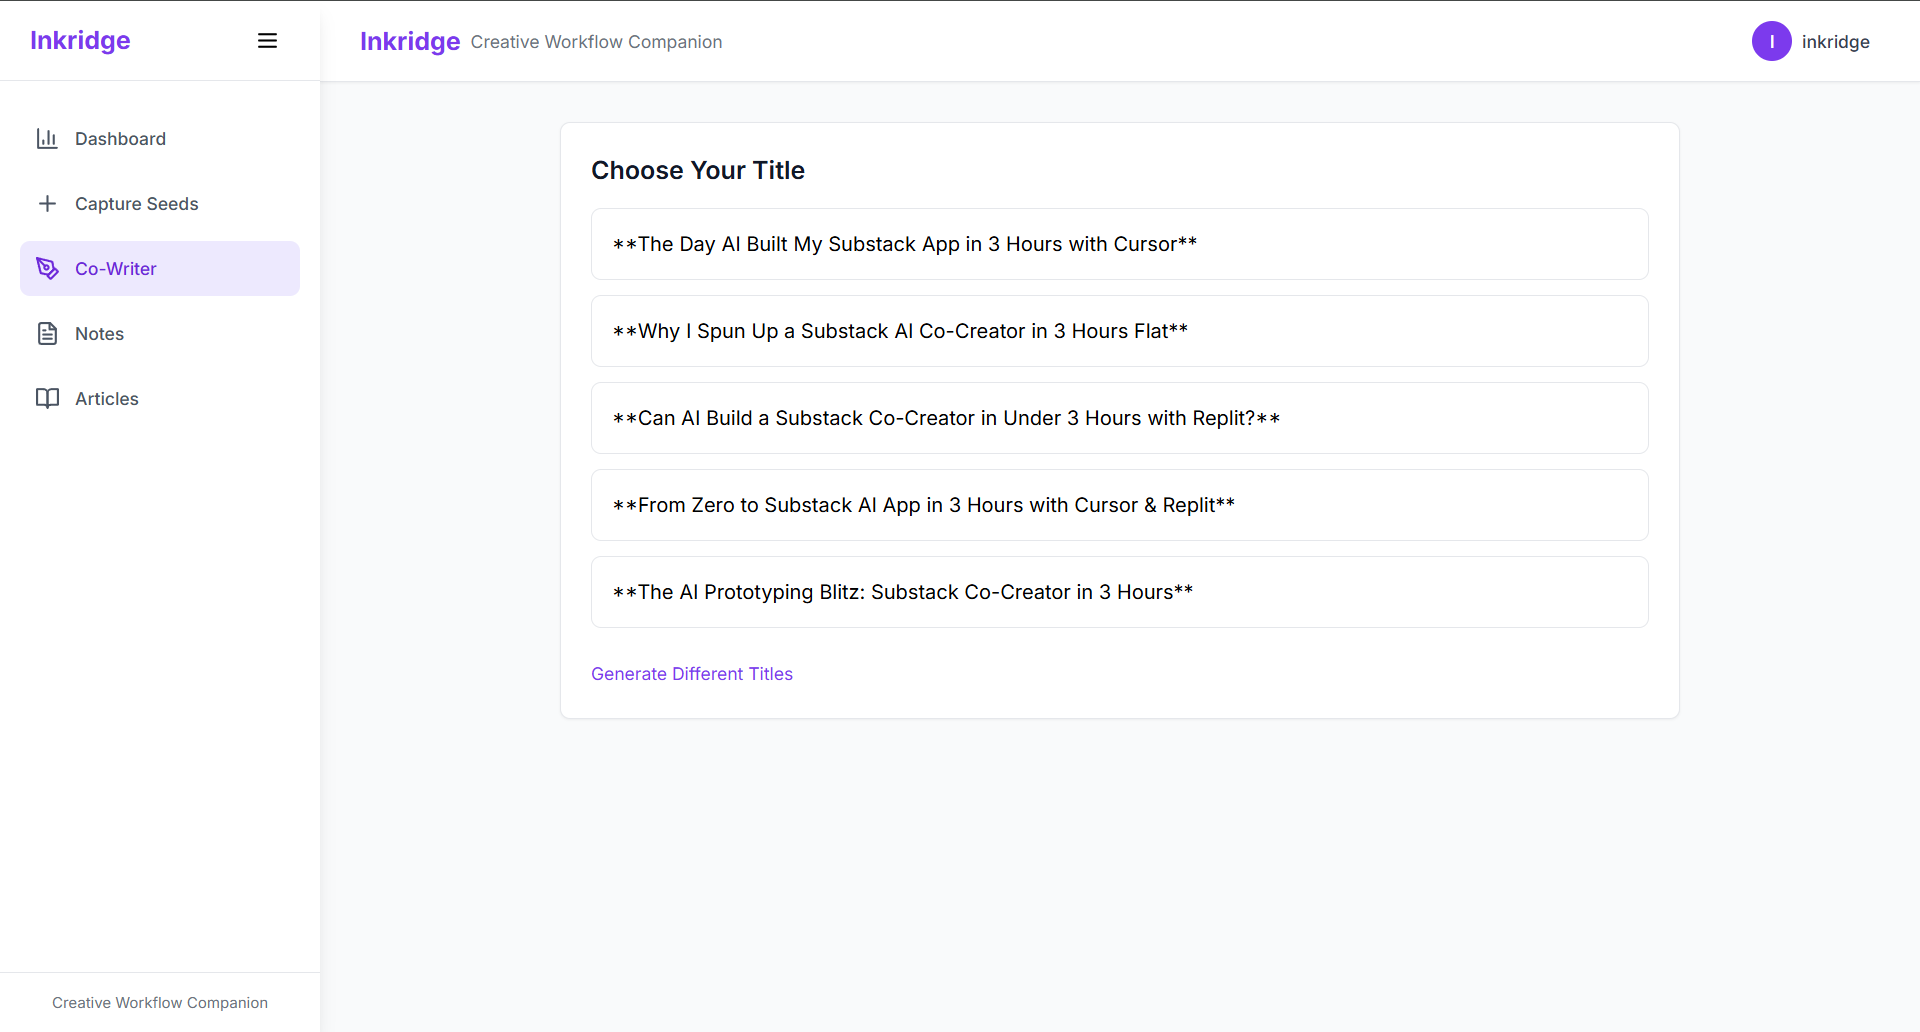 Inkridge
Inkridge Creative Workflow Companion
I inkridge
Dashboard
Capture Seeds
Co-Writer
Notes
Articles
Choose Your Title
**The Day AI Built My Substack App in 3 Hours with Cursor**
**Why I Spun Up a Substack AI Co-Creator in 3 Hours Flat**
**Can AI Build a Substack Co-Creator in Under 3 Hours with Replit?**
**From Zero to Substack AI App in 3 Hours with Cursor & Replit**
**The AI Prototyping Blitz: Substack Co-Creator in 3 Hours**
Generate Different Titles
Creative Workflow Companion